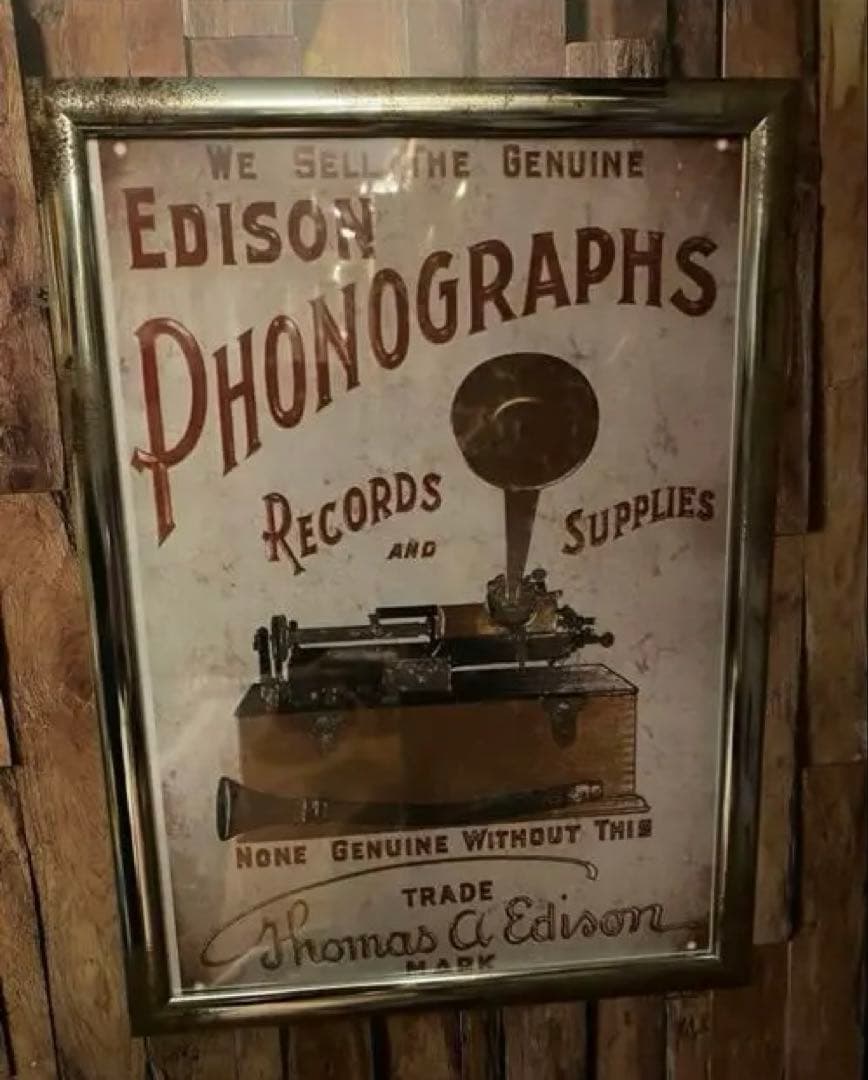 WE SELL THE GENUINE
EDISON
PHONOGRAPHS
RECORDS
AND
SUPPLIES
NONE GENUINE WITHOUT THIS
TRADE
Thomas A Edison
MARK